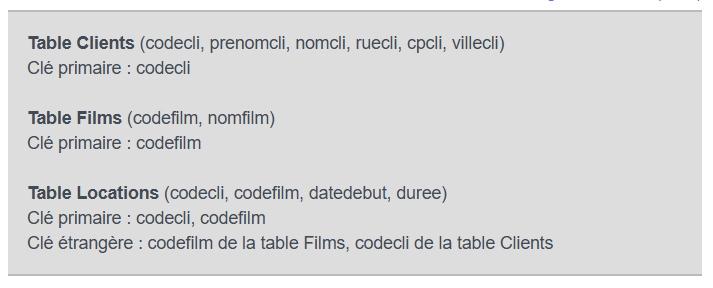 Table Clients (codecli, prenomcli, nomcli, ruecli, cpcli, villecli)
Clé primaire : codecli
Table Films (codefilm, nomfilm)
Clé primaire : codefilm
Table Locations (codecli, codefilm, datedebut, duree)
Clé primaire : codecli, codefilm
Clé étrangère : codefilm de la table Films, codecli de la table Clients